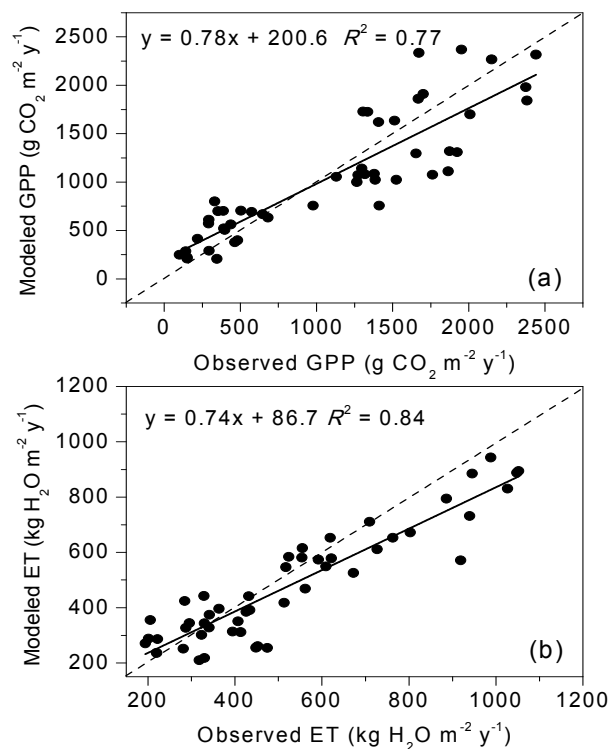 y = 0.78x + 200.6 R² = 0.77
2500
2000
1500
1000
500
0
Modeled GPP (g CO₂ m⁻² y⁻¹)
(a)
0 500 1000 1500 2000 2500
Observed GPP (g CO₂ m⁻² y⁻¹)
y = 0.74x + 86.7 R² = 0.84
1200
1000
800
600
400
200
Modeled ET (kg H₂O m⁻² y⁻¹)
(b)
200 400 600 800 1000 1200
Observed ET (kg H₂O m⁻² y⁻¹)